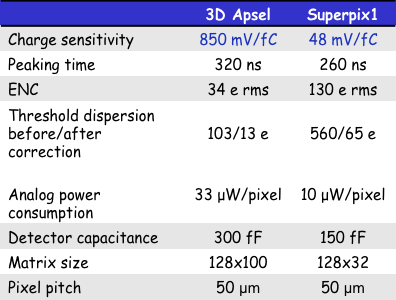 3D Apsel Superpix1
Charge sensitivity 850 mV/fC 48 mV/fC
Peaking time 320 ns 260 ns
ENC 34 e rms 130 e rms
Threshold dispersion
before/after 103/13 e 560/65 e
correction
Analog power 33 µW/pixel 10 µW/pixel
consumption
Detector capacitance 300 fF 150 fF
Matrix size 128x100 128x32
Pixel pitch 50 µm 50 µm